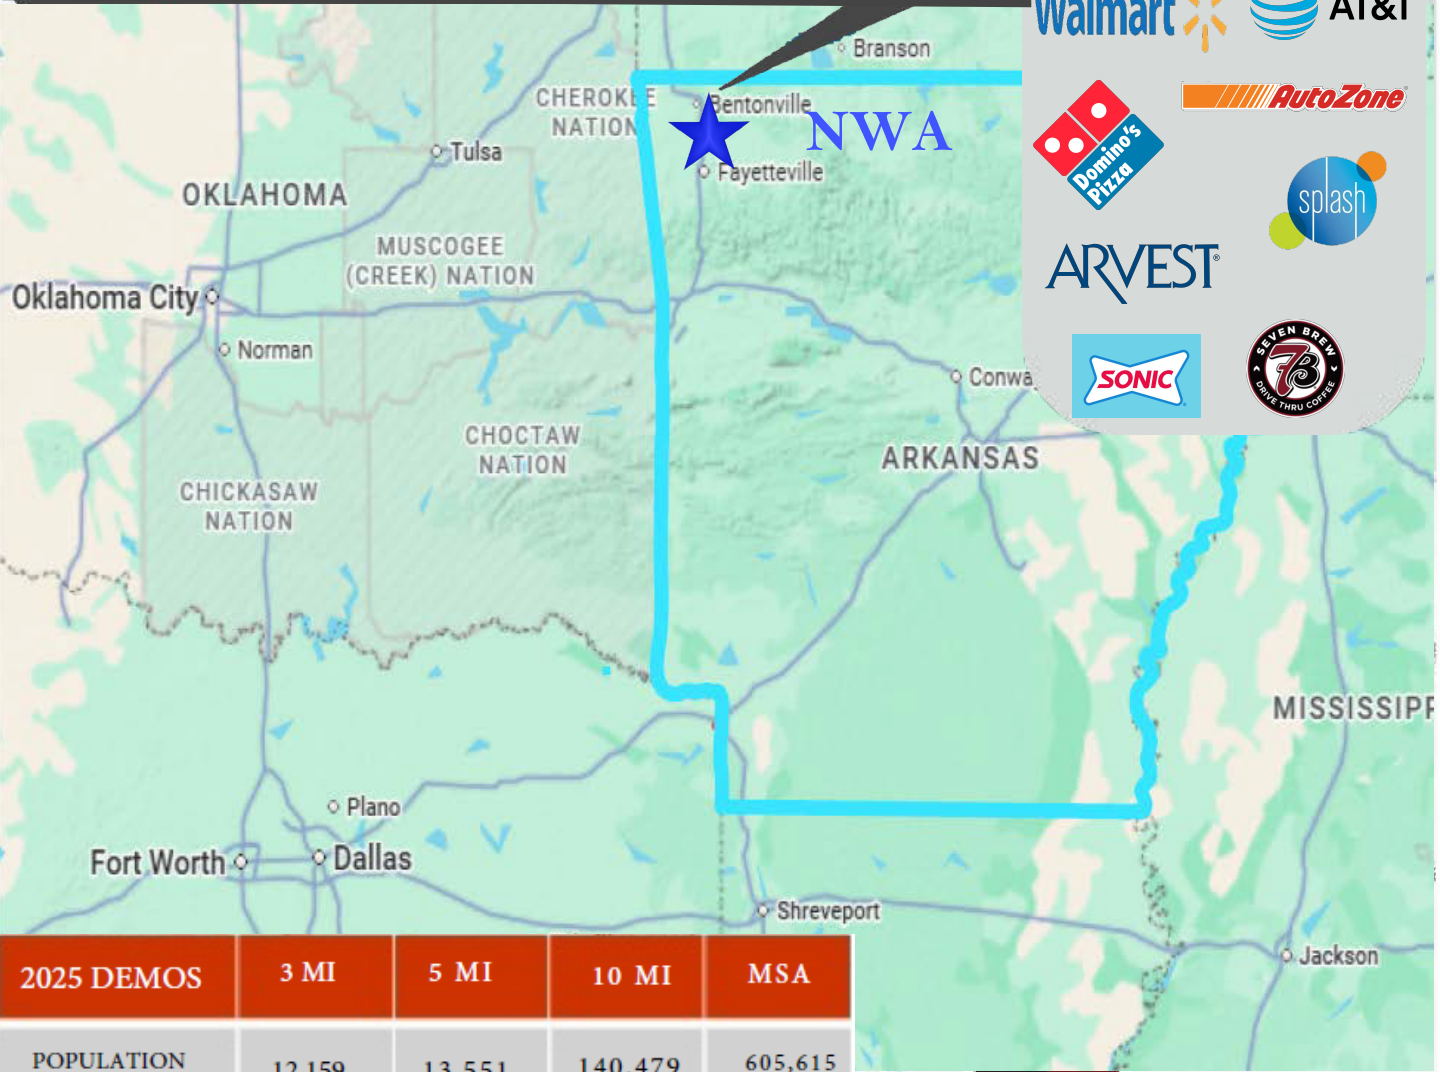 Walmart
AT&T
Branson
CHEROKEE
NATION
Bentonville
NWA
AutoZone
Domino's
Pizza
Tulsa
Fayetteville
splash
OKLAHOMA
MUSCOGEE
(CREEK) NATION
ARVEST®
Oklahoma City
Norman
SONIC
SEVEN BREW
7B
DRIVE THRU COFFEE
Conwa
CHOCTAW
NATION
ARKANSAS
CHICKASAW
NATION
MISSISSIPP
Plano
Fort Worth
Dallas
Shreveport
Jackson
2025 DEMOS 3 MI 5 MI 10 MI MSA
POPULATION 12,159 13,551 140,479 605,615